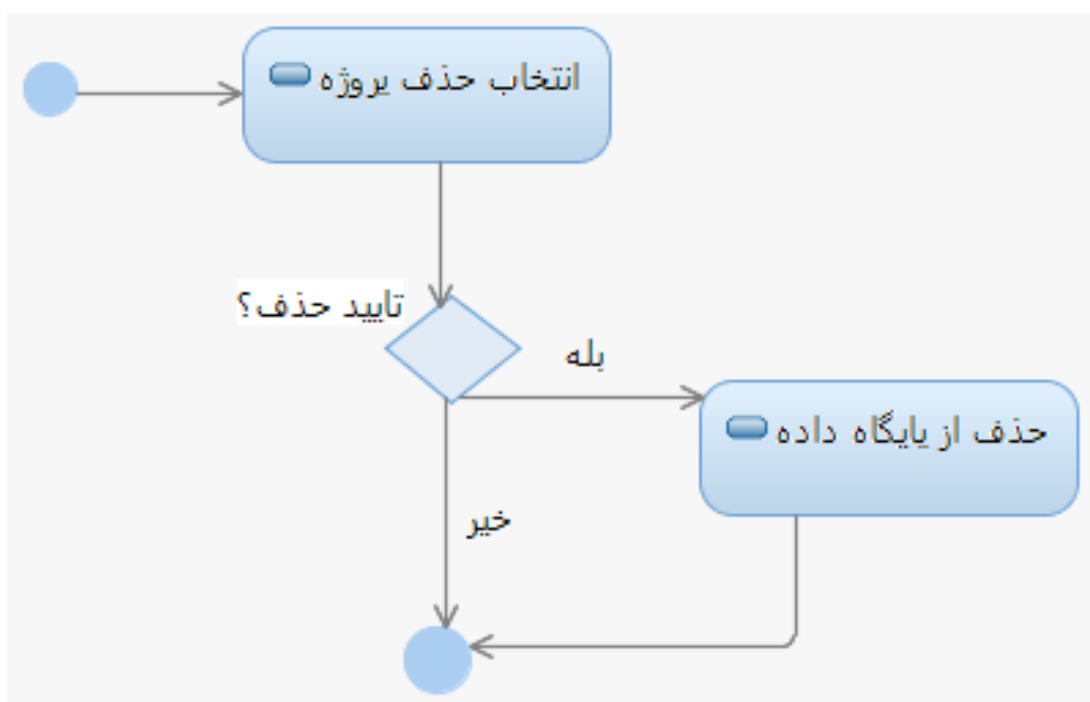 انتخاب حذف پروژه
تایید حذف؟
بله
حذف از پایگاه داده
خیر